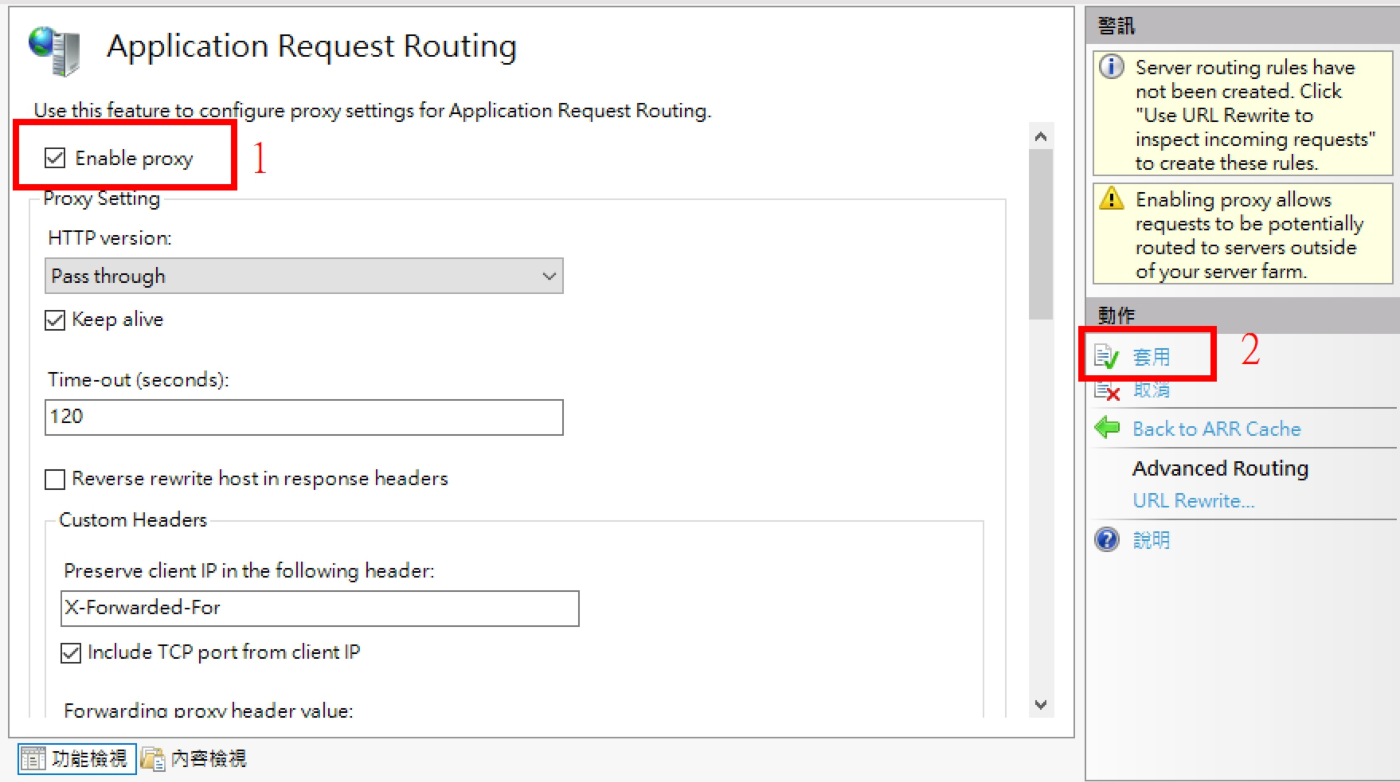 Application Request Routing
Use this feature to configure proxy settings for Application Request Routing.
Enable proxy
1
Proxy Setting
HTTP version:
Pass through
Keep alive
Time-out (seconds):
120
Reverse rewrite host in response headers
Custom Headers
Preserve client IP in the following header:
X-Forwarded-For
Include TCP port from client IP
Forwarding proxy header value:
功能檢視
內容檢視
警訊
Server routing rules have
not been created. Click
"Use URL Rewrite to
inspect incoming requests"
to create these rules.
Enabling proxy allows
requests to be potentially
routed to servers outside
of your server farm.
動作
套用
2
取消
Back to ARR Cache
Advanced Routing
URL Rewrite...
說明